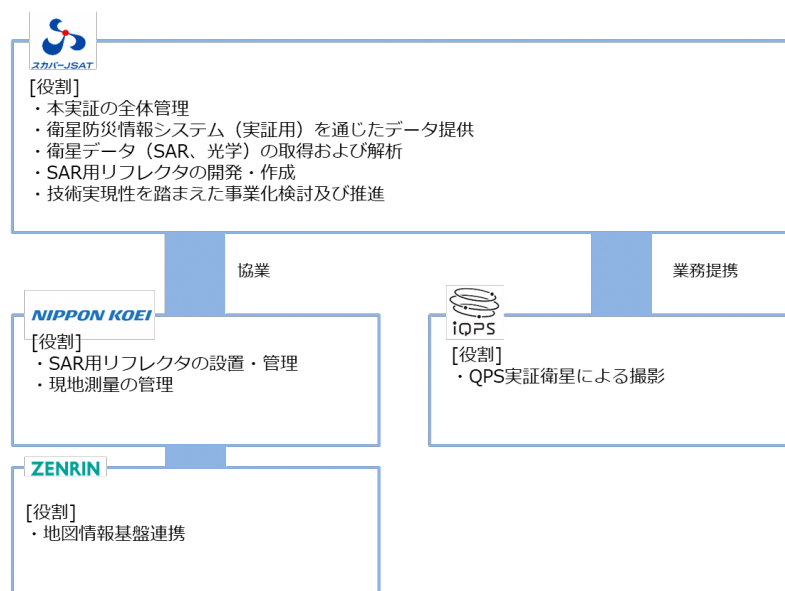 スカパーJSAT
[役割]
・本実証の全体管理
・衛星防災情報システム（実証用）を通じたデータ提供
・衛星データ（SAR、光学）の取得および解析
・SAR用リフレクタの開発・作成
・技術実現性を踏まえた事業化検討及び推進
協業
業務提携
NIPPON KOEI
[役割]
・SAR用リフレクタの設置・管理
・現地測量の管理
iQPS
[役割]
・QPS実証衛星による撮影
ZENRIN
[役割]
・地図情報基盤連携